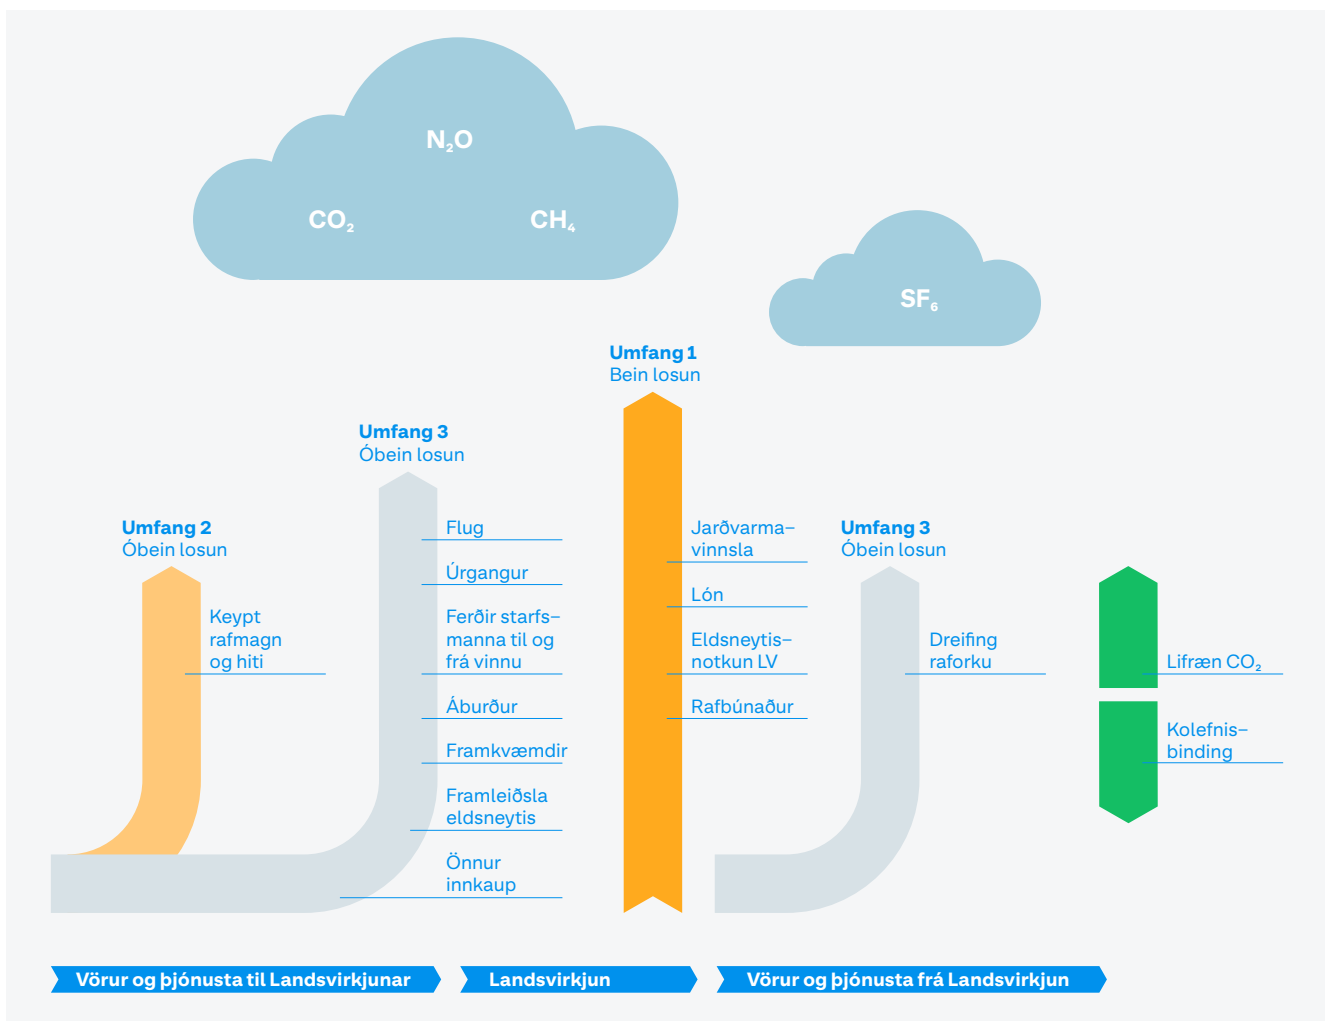 N₂O
CO₂
CH₄
SF₆
Umfang 1
Bein losun
Umfang 3
Óbein losun
Umfang 2
Óbein losun
Keypt
rafmagn
og hiti
Flug
Úrgangur
Ferðir starfs–
manna til og
frá vinnu
Áburður
Framkvæmdir
Framleiðsla
eldsneytis
Önnur
innkaup
Jarðvarma–
vinnsla
Lón
Eldsneytis–
notkun LV
Rafbúnaður
Umfang 3
Óbein losun
Dreifing
raforku
Lifræn CO₂
Kolefnis–
binding
Vörur og þjónusta til Landsvirkjunar
Landsvirkjun
Vörur og þjónusta frá Landsvirkjun